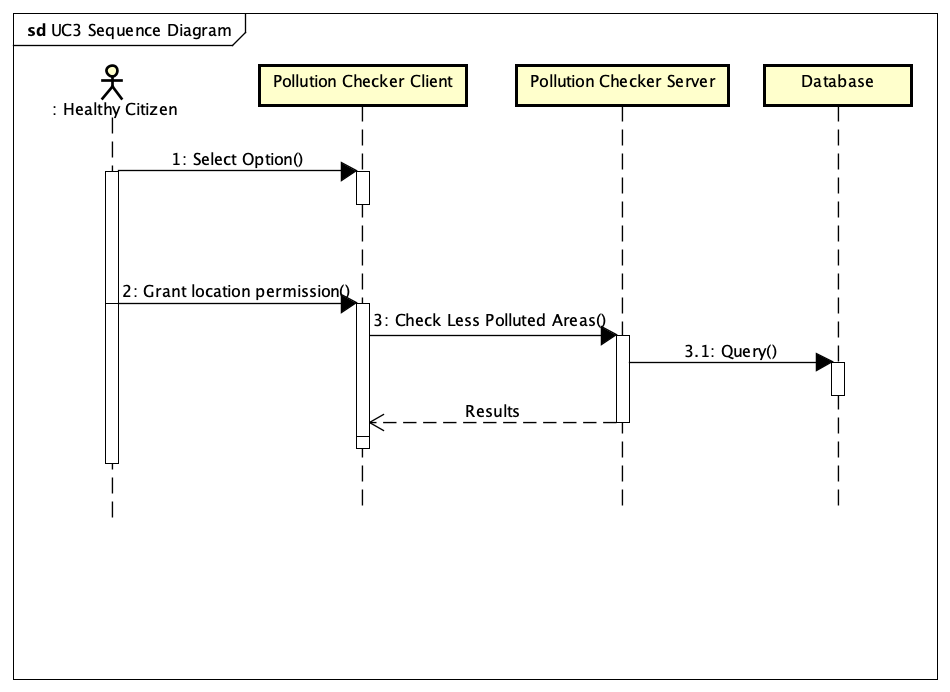 sd UC3 Sequence Diagram
: Healthy Citizen
Pollution Checker Client
Pollution Checker Server
Database
1: Select Option()
2: Grant location permission()
3: Check Less Polluted Areas()
3.1: Query()
Results